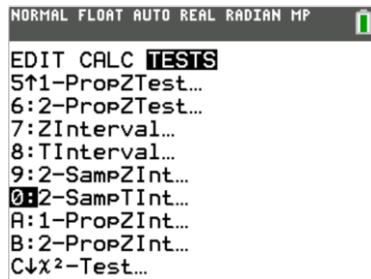 NORMAL FLOAT AUTO REAL RADIAN MP
EDIT CALC TESTS
5↑1-PropZTest…
6:2-PropZTest…
7:ZInterval…
8:TInterval…
9:2-SampZInt…
0:2-SampTInt…
A:1-PropZInt…
B:2-PropZInt…
C↓χ²-Test…